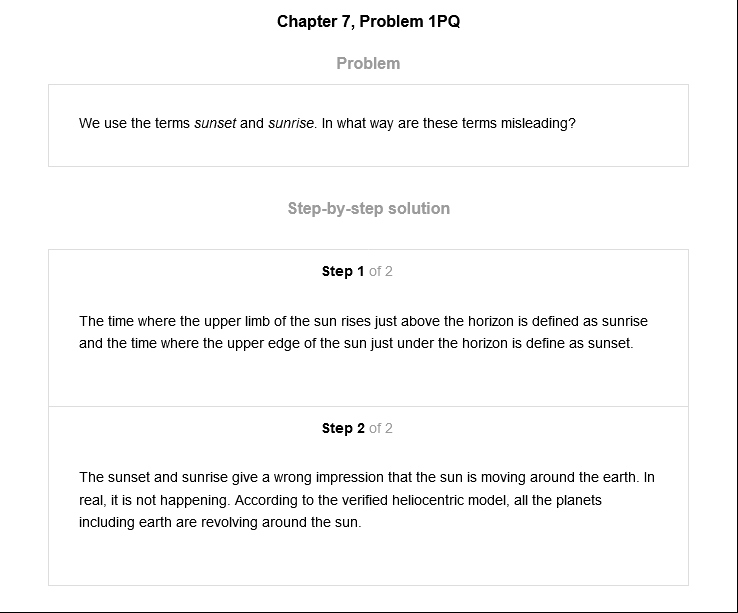 Chapter 7, Problem 1PQ
Problem
We use the terms sunset and sunrise. In what way are these terms misleading?
Step-by-step solution
Step 1 of 2
The time where the upper limb of the sun rises just above the horizon is defined as sunrise
and the time where the upper edge of the sun just under the horizon is define as sunset.
Step 2 of 2
The sunset and sunrise give a wrong impression that the sun is moving around the earth. In
real, it is not happening. According to the verified heliocentric model, all the planets
including earth are revolving around the sun.